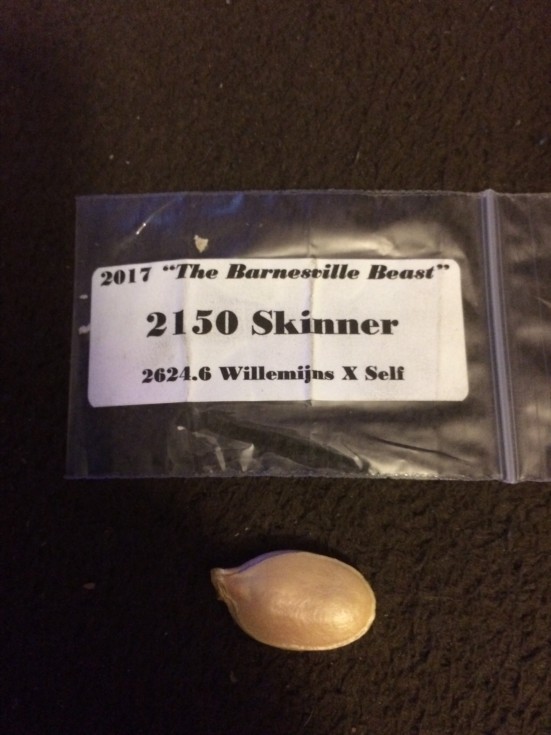 2017 “The Barnesville Beast”
2150 Skinner
2624.6 Willemijns X Self